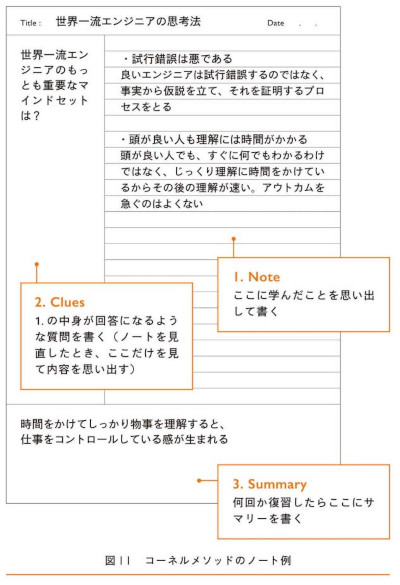 Title : 世界一流エンジニアの思考法 Date . .
世界一流エン
ジニアのもっ
とも重要なマ
インドセット
は？
・試行錯誤は悪である
良いエンジニアは試行錯誤するのではなく、
事実から仮説を立て、それを証明するプロ
セスをとる
・頭が良い人も理解には時間がかかる
頭が良い人でも、すぐに何でもわかるわけ
ではなく、じっくり理解に時間をかけてい
るからその後の理解が速い。アウトカムを
急ぐのはよくない
1. Note
ここに学んだことを思い出
して書く
2. Clues
1. の中身が回答になるよう
な質問を書く（ノートを見
直したとき、ここだけを見
て内容を思い出す）
時間をかけてしっかり物事を理解すると、
仕事をコントロールしている感が生まれる
3. Summary
何回か復習したらここにサ
マリーを書く
図11 コーネルメソッドのノート例